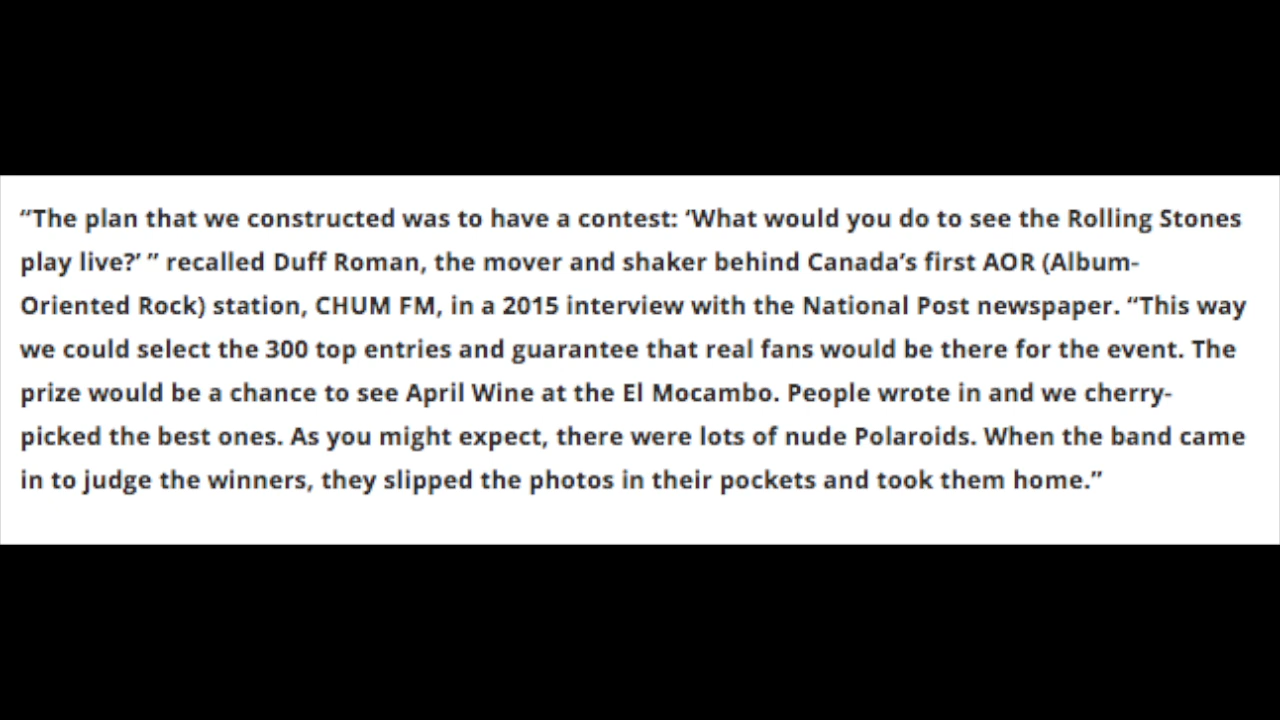 “The plan that we constructed was to have a contest: ‘What would you do to see the Rolling Stones
play live?’ ” recalled Duff Roman, the mover and shaker behind Canada’s first AOR (Album-
Oriented Rock) station, CHUM FM, in a 2015 interview with the National Post newspaper. “This way
we could select the 300 top entries and guarantee that real fans would be there for the event. The
prize would be a chance to see April Wine at the El Mocambo. People wrote in and we cherry-
picked the best ones. As you might expect, there were lots of nude Polaroids. When the band came
in to judge the winners, they slipped the photos in their pockets and took them home.”